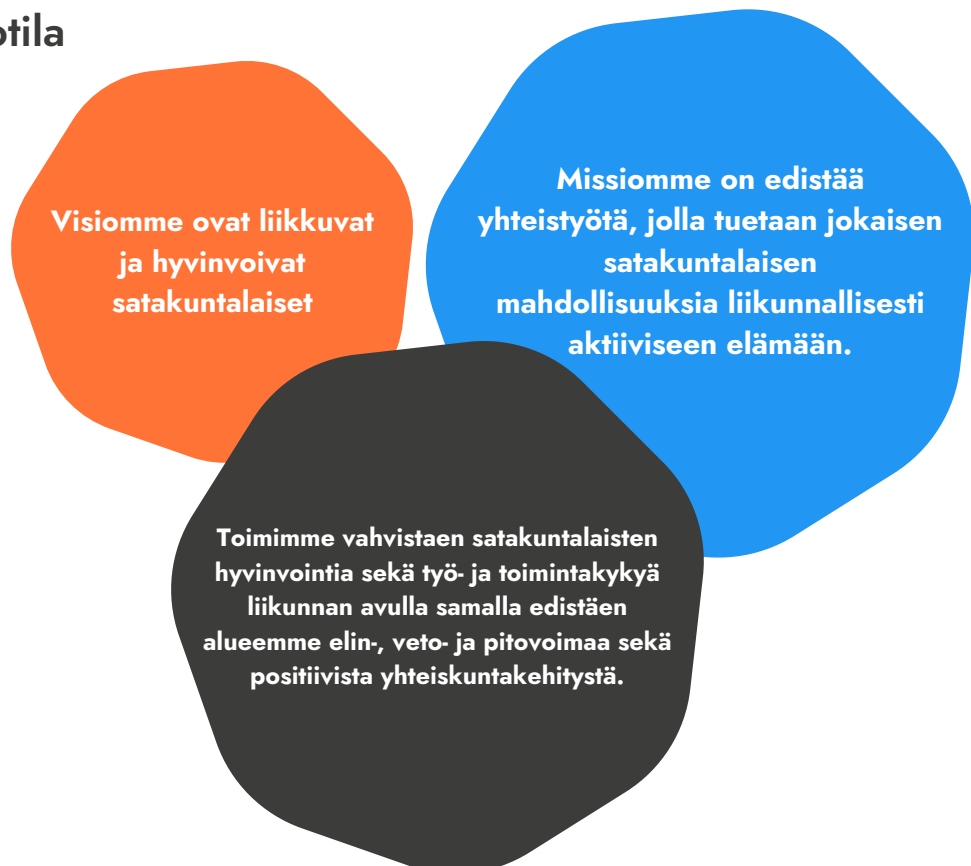 otila
Visiomme ovat liikkuvat
ja hyvinvoivat
satakuntalaiset
Missiomme on edistää
yhteistyötä, jolla tuetaan jokaisen
satakuntalaisen
mahdollisuuksia liikunnallisesti
aktiiviseen elämään.
Toimimme vahvistaen satakuntalaisten
hyvinvointia sekä työ- ja toimintakykyä
liikunnan avulla samalla edistäen
alueemme elin-, veto- ja pitovoimaa sekä
positiivista yhteiskuntakehitystä.